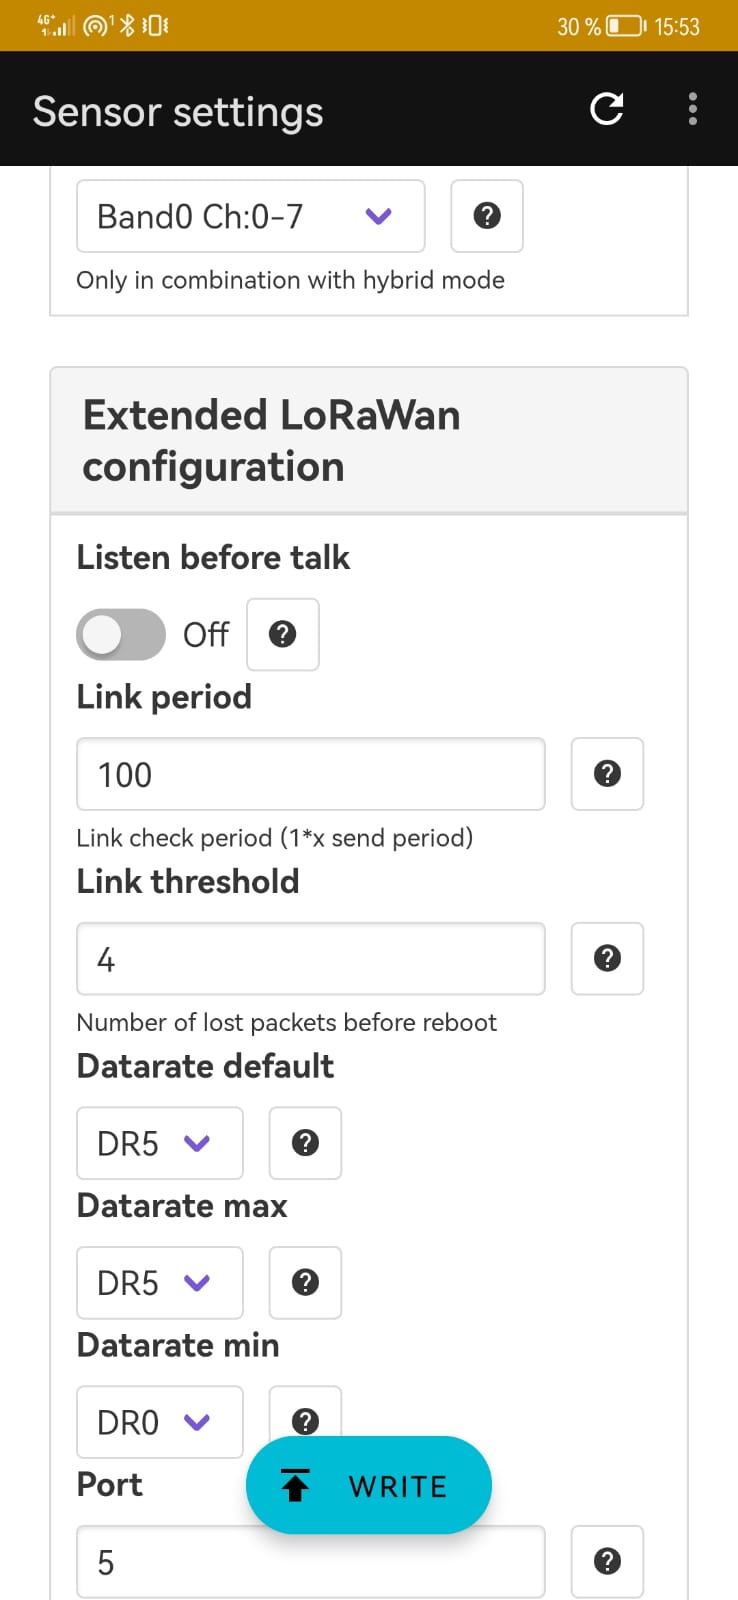 4G+ 1 30 % 15:53
Sensor settings
Band0 Ch:0-7
Only in combination with hybrid mode
Extended LoRaWan
configuration
Listen before talk
Off
Link period
100
Link check period (1*x send period)
Link threshold
4
Number of lost packets before reboot
Datarate default
DR5
Datarate max
DR5
Datarate min
DR0
Port
WRITE
5